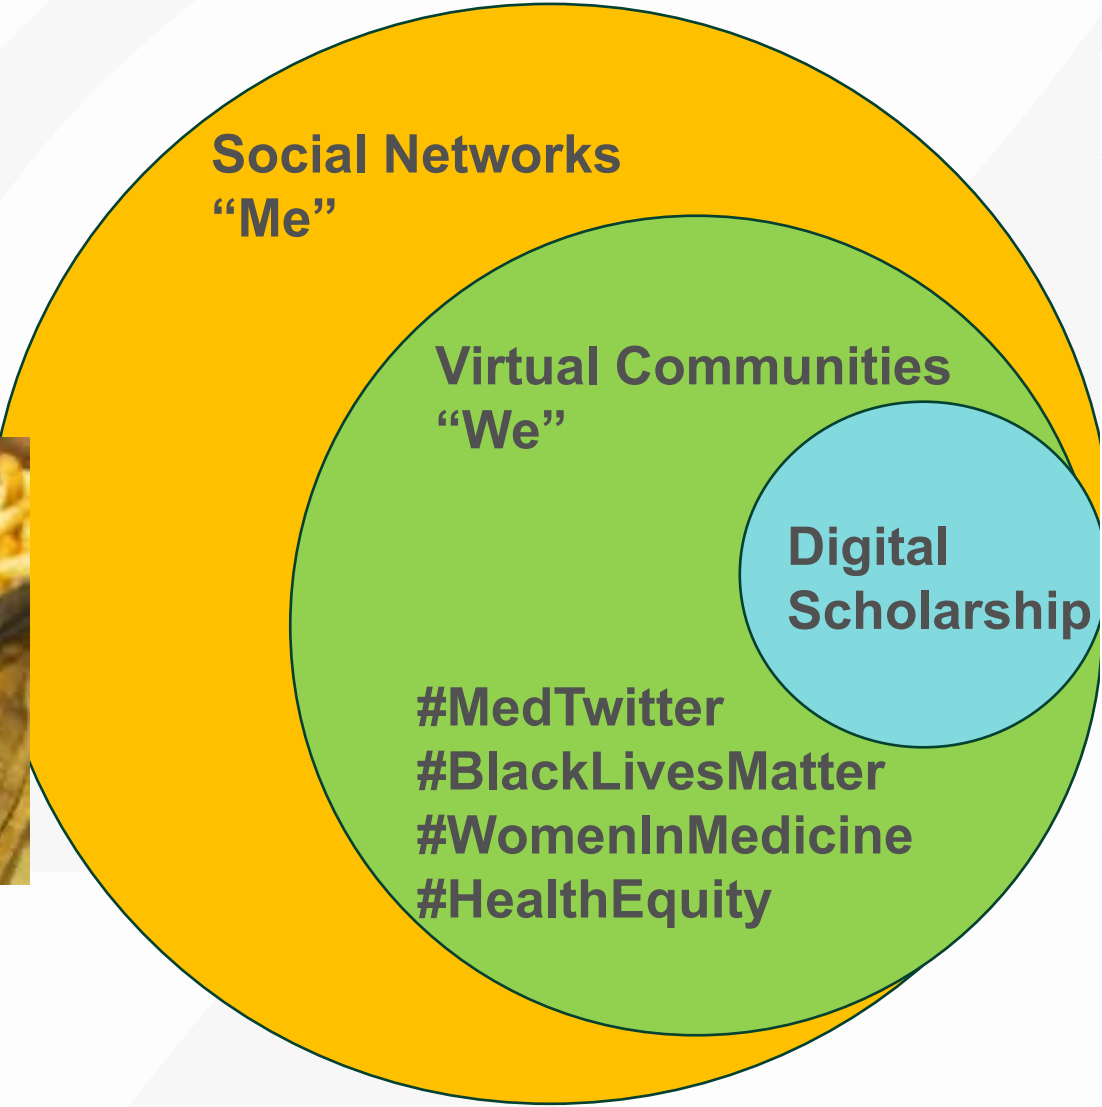 Social Networks
“Me”
Virtual Communities
“We”
Digital
Scholarship
#MedTwitter
#BlackLivesMatter
#WomenInMedicine
#HealthEquity